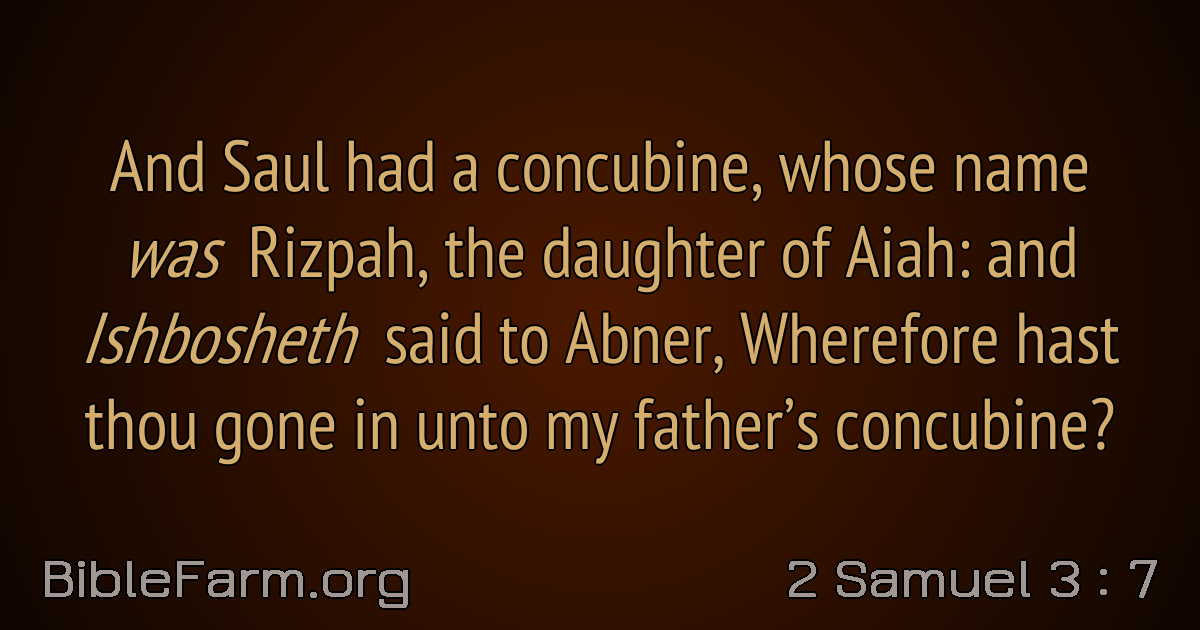 And Saul had a concubine, whose name
was Rizpah, the daughter of Aiah: and
Ishbosheth said to Abner, Wherefore hast
thou gone in unto my father’s concubine?
BibleFarm.org
2 Samuel 3 : 7